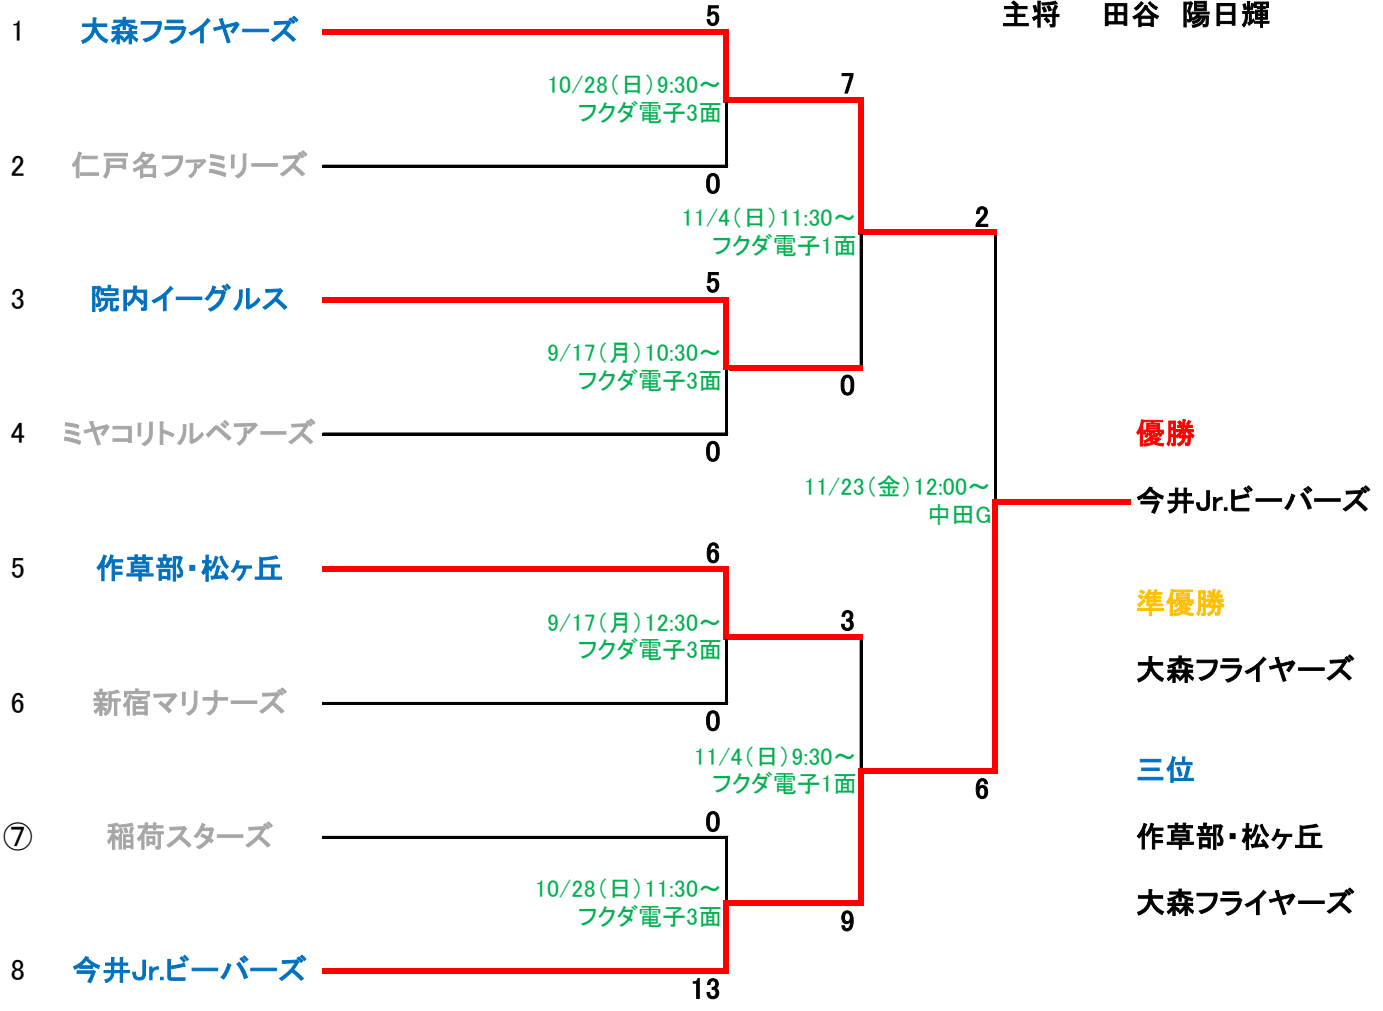 主将　田谷　陽日輝
1 大森フライヤーズ 5
10/28(日)9:30～
フクダ電子3面
7
2 仁戸名ファミリーズ
0
11/4(日)11:30～
フクダ電子1面
2
3 院内イーグルス 5
9/17(月)10:30～
フクダ電子3面
0
4 ミヤコリトルベアーズ
0
優勝
11/23(金)12:00～
中田G
今井Jr.ビーバーズ
5 作草部・松ヶ丘 6
9/17(月)12:30～
フクダ電子3面
3
準優勝
大森フライヤーズ
6 新宿マリナーズ
0
11/4(日)9:30～
フクダ電子1面
6
三位
⑦ 稲荷スターズ 0
作草部・松ヶ丘
10/28(日)11:30～
フクダ電子3面
9
大森フライヤーズ
8 今井Jr.ビーバーズ
13